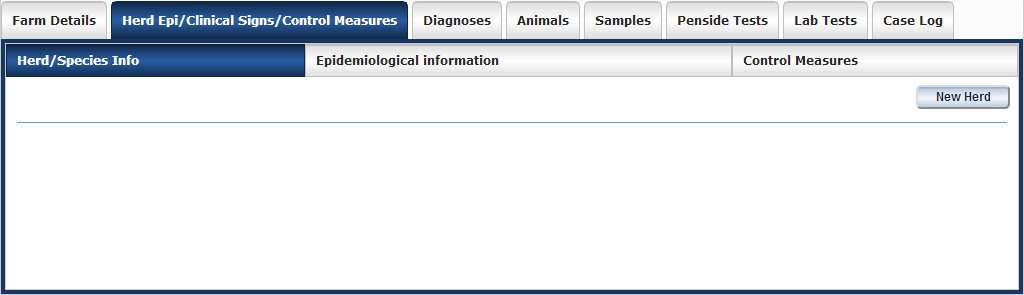 Farm Details Herd Epi/Clinical Signs/Control Measures Diagnoses Animals Samples Penside Tests Lab Tests Case Log
Herd/Species Info Epidemiological information Control Measures
New Herd